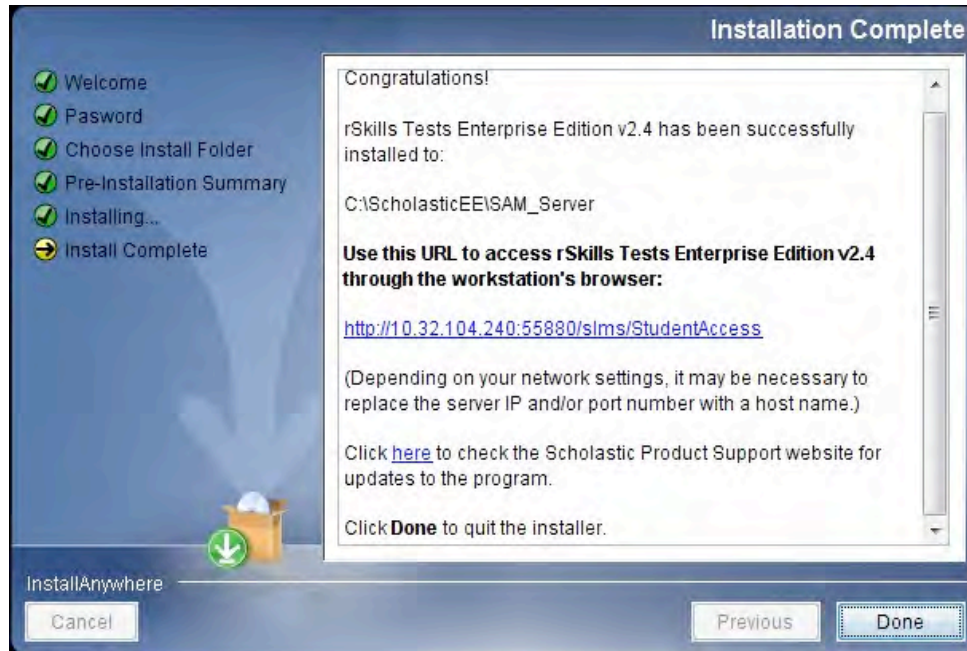 Installation Complete
Welcome
Pasword
Choose Install Folder
Pre-Installation Summary
Installing...
Install Complete
Congratulations!
rSkills Tests Enterprise Edition v2.4 has been successfully
installed to:
C:\ScholasticEE\SAM_Server
Use this URL to access rSkills Tests Enterprise Edition v2.4
through the workstation's browser:
http://10.32.104.240:55880/slms/StudentAccess
(Depending on your network settings, it may be necessary to
replace the server IP and/or port number with a host name.)
Click here to check the Scholastic Product Support website for
updates to the program.
Click Done to quit the installer.
InstallAnywhere
Cancel
Previous
Done